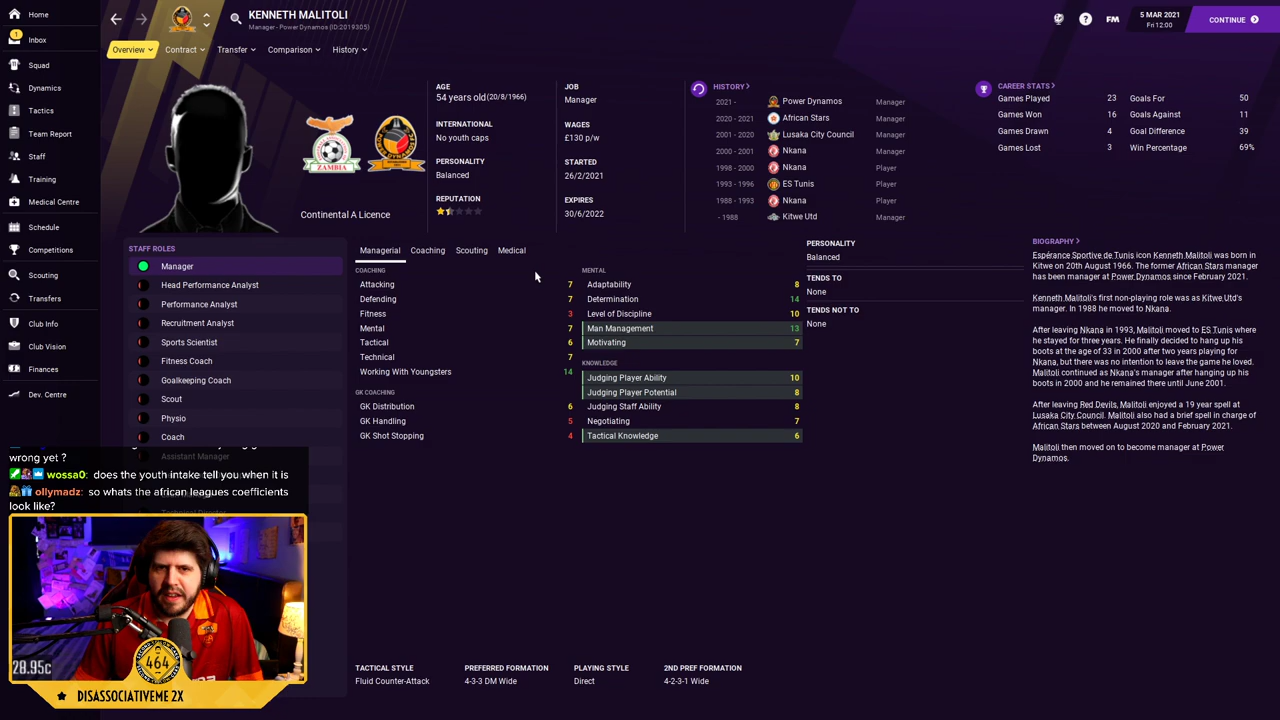 Home
Inbox
1
Squad
Dynamics
Tactics
Team Report
Staff
Training
Medical Centre
Schedule
Competitions
Scouting
Transfers
Club Info
Club Vision
Finances
Dev. Centre
KENNETH MALITOLI
Manager - Power Dynamos (ID:2019305)
5 MAR 2021
Fri 12:00
CONTINUE
FM
Overview
Contract
Transfer
Comparison
History
ZAMBIA
Continental A Licence
AGE
54 years old (20/8/1966)
INTERNATIONAL
No youth caps
PERSONALITY
Balanced
REPUTATION
JOB
Manager
WAGES
£130 p/w
STARTED
26/2/2021
EXPIRES
30/6/2022
HISTORY
2021 - Power Dynamos Manager
2020 - 2021 African Stars Manager
2001 - 2020 Lusaka City Council Manager
2000 - 2001 Nkana Manager
1998 - 2000 Nkana Player
1993 - 1996 ES Tunis Player
1988 - 1993 Nkana Player
- 1988 Kitwe Utd Manager
CAREER STATS
Games Played 23 Goals For 50
Games Won 16 Goals Against 11
Games Drawn 4 Goal Difference 39
Games Lost 3 Win Percentage 69%
STAFF ROLES
Manager
Head Performance Analyst
Performance Analyst
Recruitment Analyst
Sports Scientist
Fitness Coach
Goalkeeping Coach
Scout
Physio
Coach
Assistant Manager
Technical Director
Managerial
Coaching
Scouting
Medical
COACHING
Attacking 7
Defending 7
Fitness 3
Mental 7
Tactical 6
Technical 7
Working With Youngsters 14
GK COACHING
GK Distribution 6
GK Handling 5
GK Shot Stopping 4
MENTAL
Adaptability 8
Determination 14
Level of Discipline 10
Man Management 13
Motivating 7
KNOWLEDGE
Judging Player Ability 10
Judging Player Potential 8
Judging Staff Ability 8
Negotiating 7
Tactical Knowledge 6
PERSONALITY
Balanced
TENDS TO
None
TENDS NOT TO
None
BIOGRAPHY
Espérance Sportive de Tunis icon Kenneth Malitoli was born in
Kitwe on 20th August 1966. The former African Stars manager
has been manager at Power Dynamos since February 2021.
Kenneth Malitoli's first non-playing role was as Kitwe Utd's
manager. In 1988 he moved to Nkana.
After leaving Nkana in 1993, Malitoli moved to ES Tunis where
he stayed for three years. He finally decided to hang up his
boots at the age of 33 in 2000 after two years playing for
Nkana, but there was no intention to leave the game he loved.
Malitoli continued as Nkana's manager after hanging up his
boots in 2000 and he remained there until June 2001.
After leaving Red Devils, Malitoli enjoyed a 19 year spell at
Lusaka City Council. Malitoli also had a brief spell in charge of
African Stars between August 2020 and February 2021.
Malitoli then moved on to become manager at Power
Dynamos.
wrong yet ?
wossa0: does the youth intake tell you when it is
ollymadz: so whats the african leagues coefficients
look like?
28.95c
464
DISASSOCIATIVEME 2X
TACTICAL STYLE
Fluid Counter-Attack
PREFERRED FORMATION
4-3-3 DM Wide
PLAYING STYLE
Direct
2ND PREF FORMATION
4-2-3-1 Wide